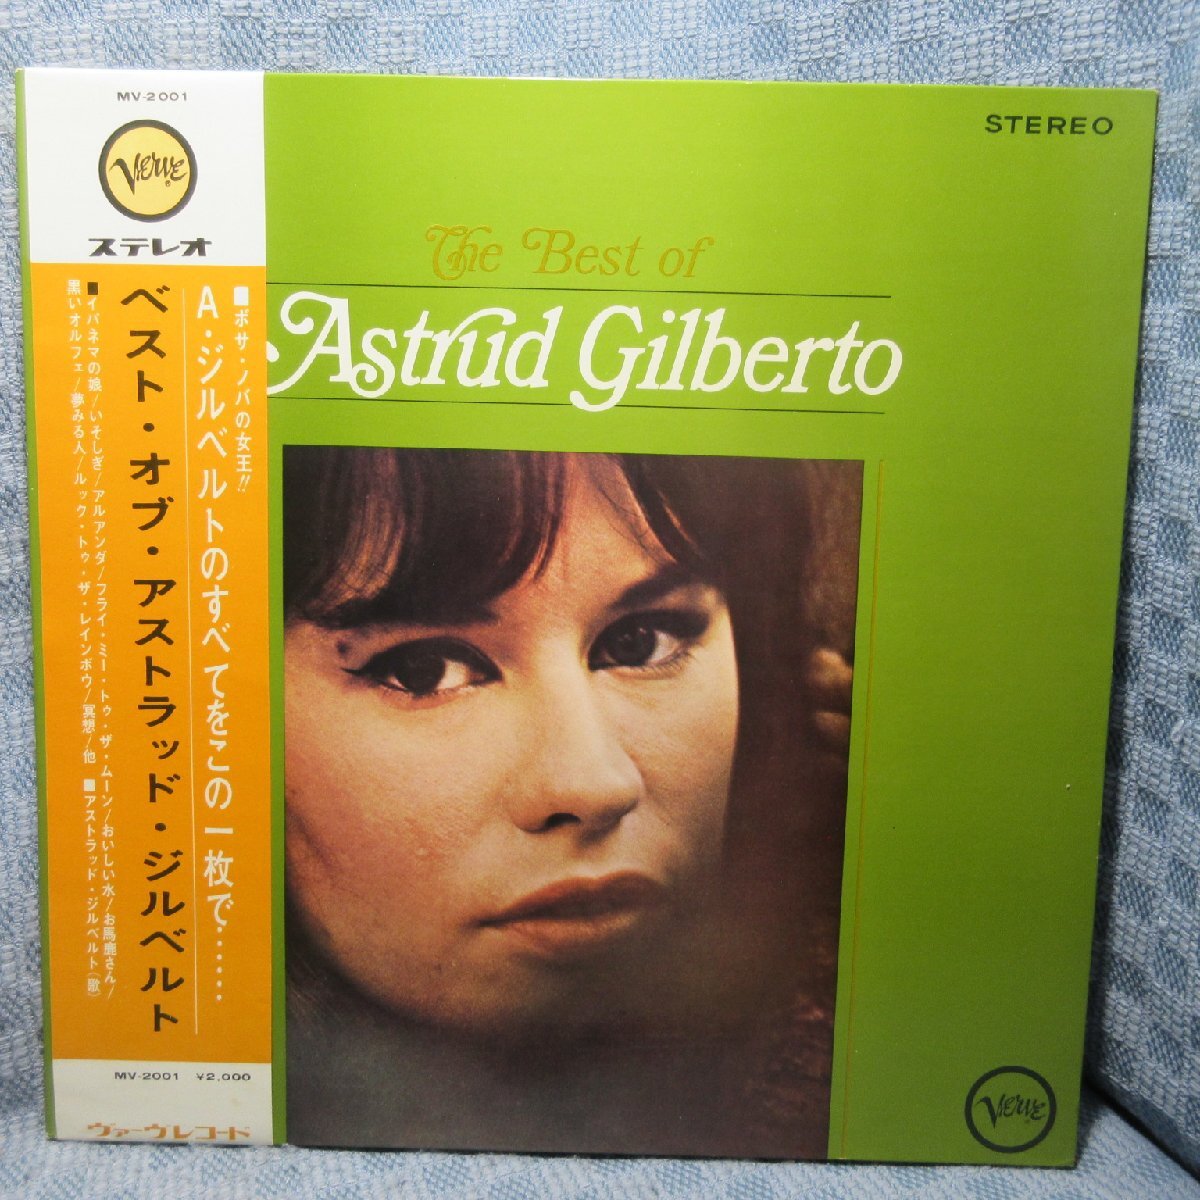 MV-2001
Verve
ステレオ
■ボサ・ノバの女王!!
A・ジルベルトのすべてをこの一枚で……
ベスト・オブ・アストラッド・ジルベルト
■イパネマの娘/いそしぎ/アルアンダ/フライ・ミー・トゥ・ザ・ムーン/おいしい水/お馬鹿さん/
黒いオルフェ/夢みる人/ルック・トゥ・ザ・レインボウ/冥想/他 ■アストラッド・ジルベルト(歌)
MV-2001 ¥2,000
ヴァーヴレコード
STEREO
The Best of
Astrud Gilberto
Verve